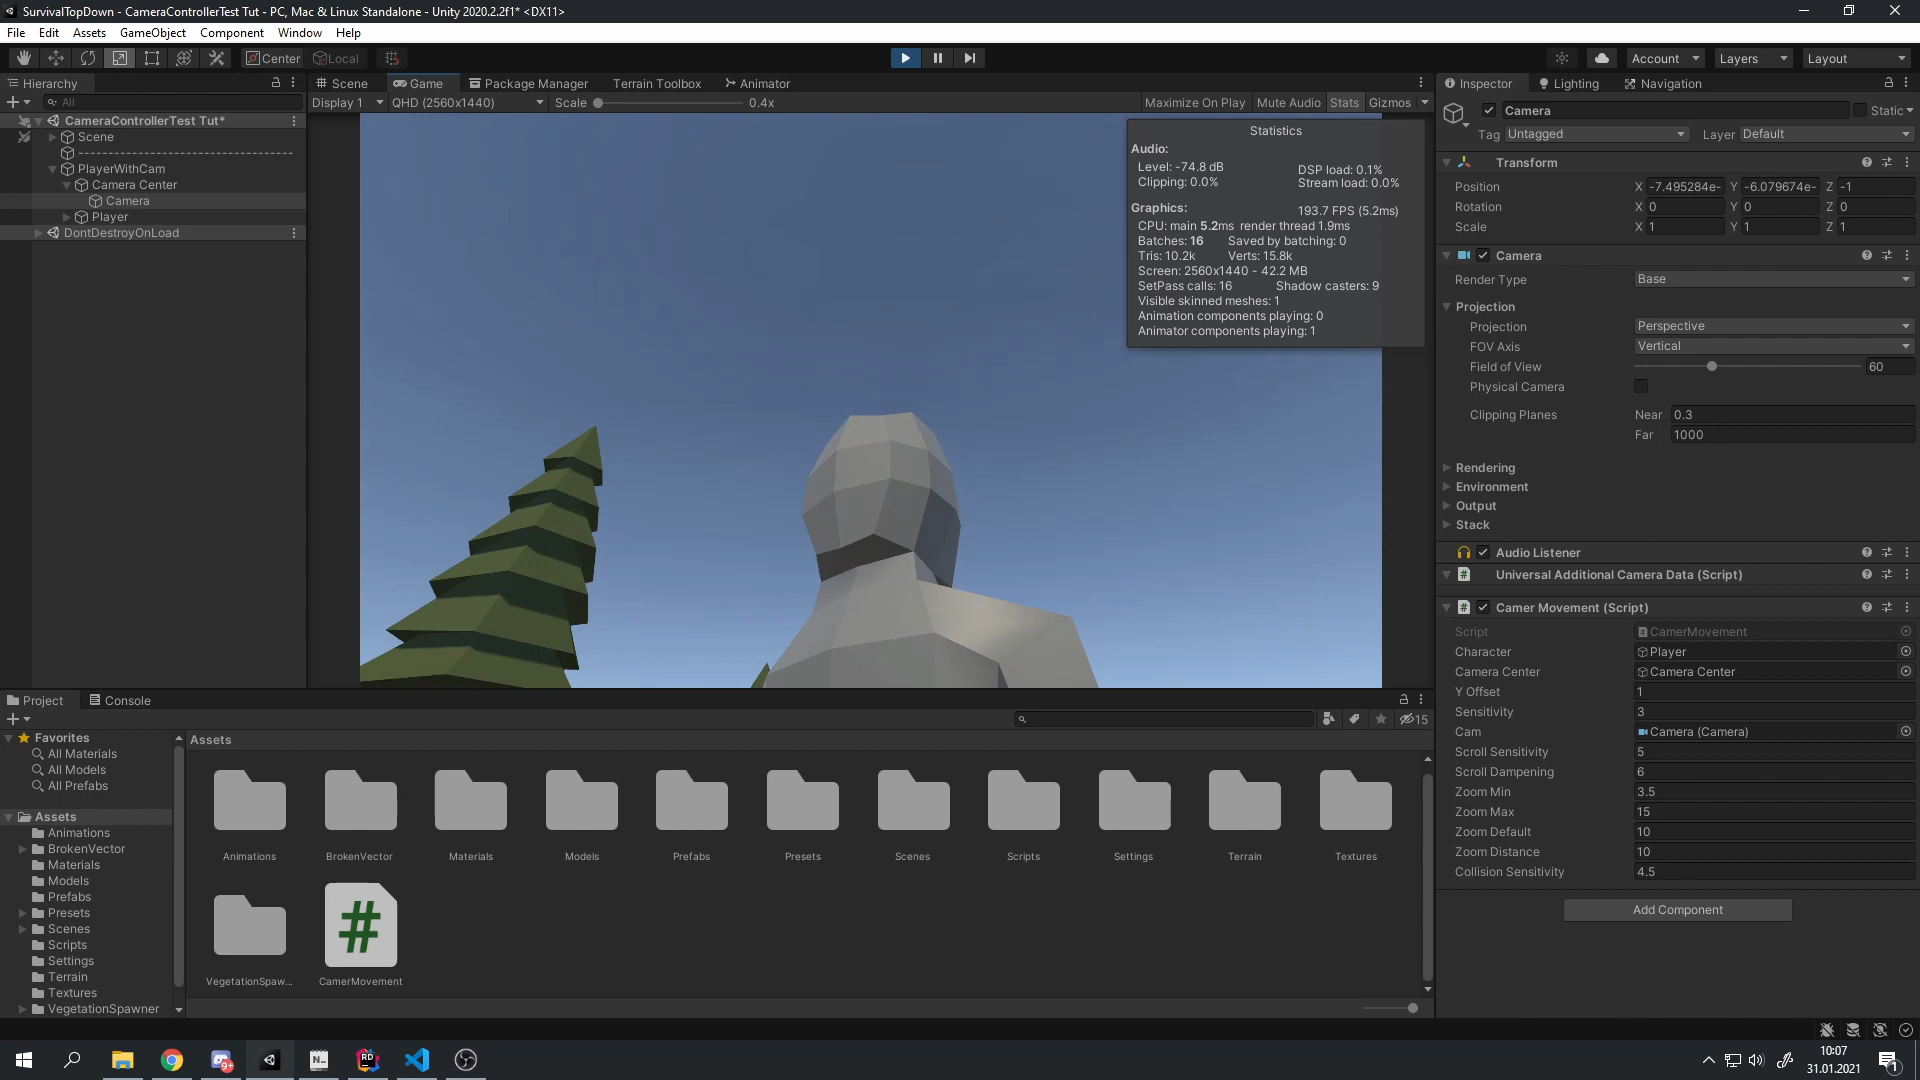 SurvivalTopDown - CameraControllerTest Tut - PC, Mac & Linux Standalone - Unity 2020.2.2f1* <DX11>
File Edit Assets GameObject Component Window Help
Center Local Account Layers Layout
Hierarchy
All
CameraControllerTest Tut*
Scene
---------------------------------
PlayerWithCam
Camera Center
Camera
Player
DontDestroyOnLoad
Scene Game Package Manager Terrain Toolbox Animator
Display 1 QHD (2560x1440) Scale 0.4x Maximize On Play Mute Audio Stats Gizmos
Statistics
Audio:
Level: -74.8 dB DSP load: 0.1%
Clipping: 0.0% Stream load: 0.0%
Graphics: 193.7 FPS (5.2ms)
CPU: main 5.2ms render thread 1.9ms
Batches: 16 Saved by batching: 0
Tris: 10.2k Verts: 15.8k
Screen: 2560x1440 - 42.2 MB
SetPass calls: 16 Shadow casters: 9
Visible skinned meshes: 1
Animation components playing: 0
Animator components playing: 1
Inspector Lighting Navigation
Camera Static
Tag Untagged Layer Default
Transform
Position X -7.495284e- Y -6.079674e- Z -1
Rotation X 0 Y 0 Z 0
Scale X 1 Y 1 Z 1
Camera
Render Type Base
Projection
Projection Perspective
FOV Axis Vertical
Field of View 60
Physical Camera
Clipping Planes Near 0.3
Far 1000
Rendering
Environment
Output
Stack
Audio Listener
Universal Additional Camera Data (Script)
Camer Movement (Script)
Script CamerMovement
Character Player
Camera Center Camera Center
Y Offset 1
Sensitivity 3
Cam Camera (Camera)
Scroll Sensitivity 5
Scroll Dampening 6
Zoom Min 3.5
Zoom Max 15
Zoom Default 10
Zoom Distance 10
Collision Sensitivity 4.5
Add Component
Project Console
15
Favorites
All Materials
All Models
All Prefabs
Assets
Animations
BrokenVector
Materials
Models
Prefabs
Presets
Scenes
Scripts
Settings
Terrain
Textures
VegetationSpawner
Assets
Animations BrokenVector Materials Models Prefabs Presets Scenes Scripts Settings Terrain Textures
VegetationSpaw... CamerMovement
9+ N.. RD
10:07
31.01.2021
1